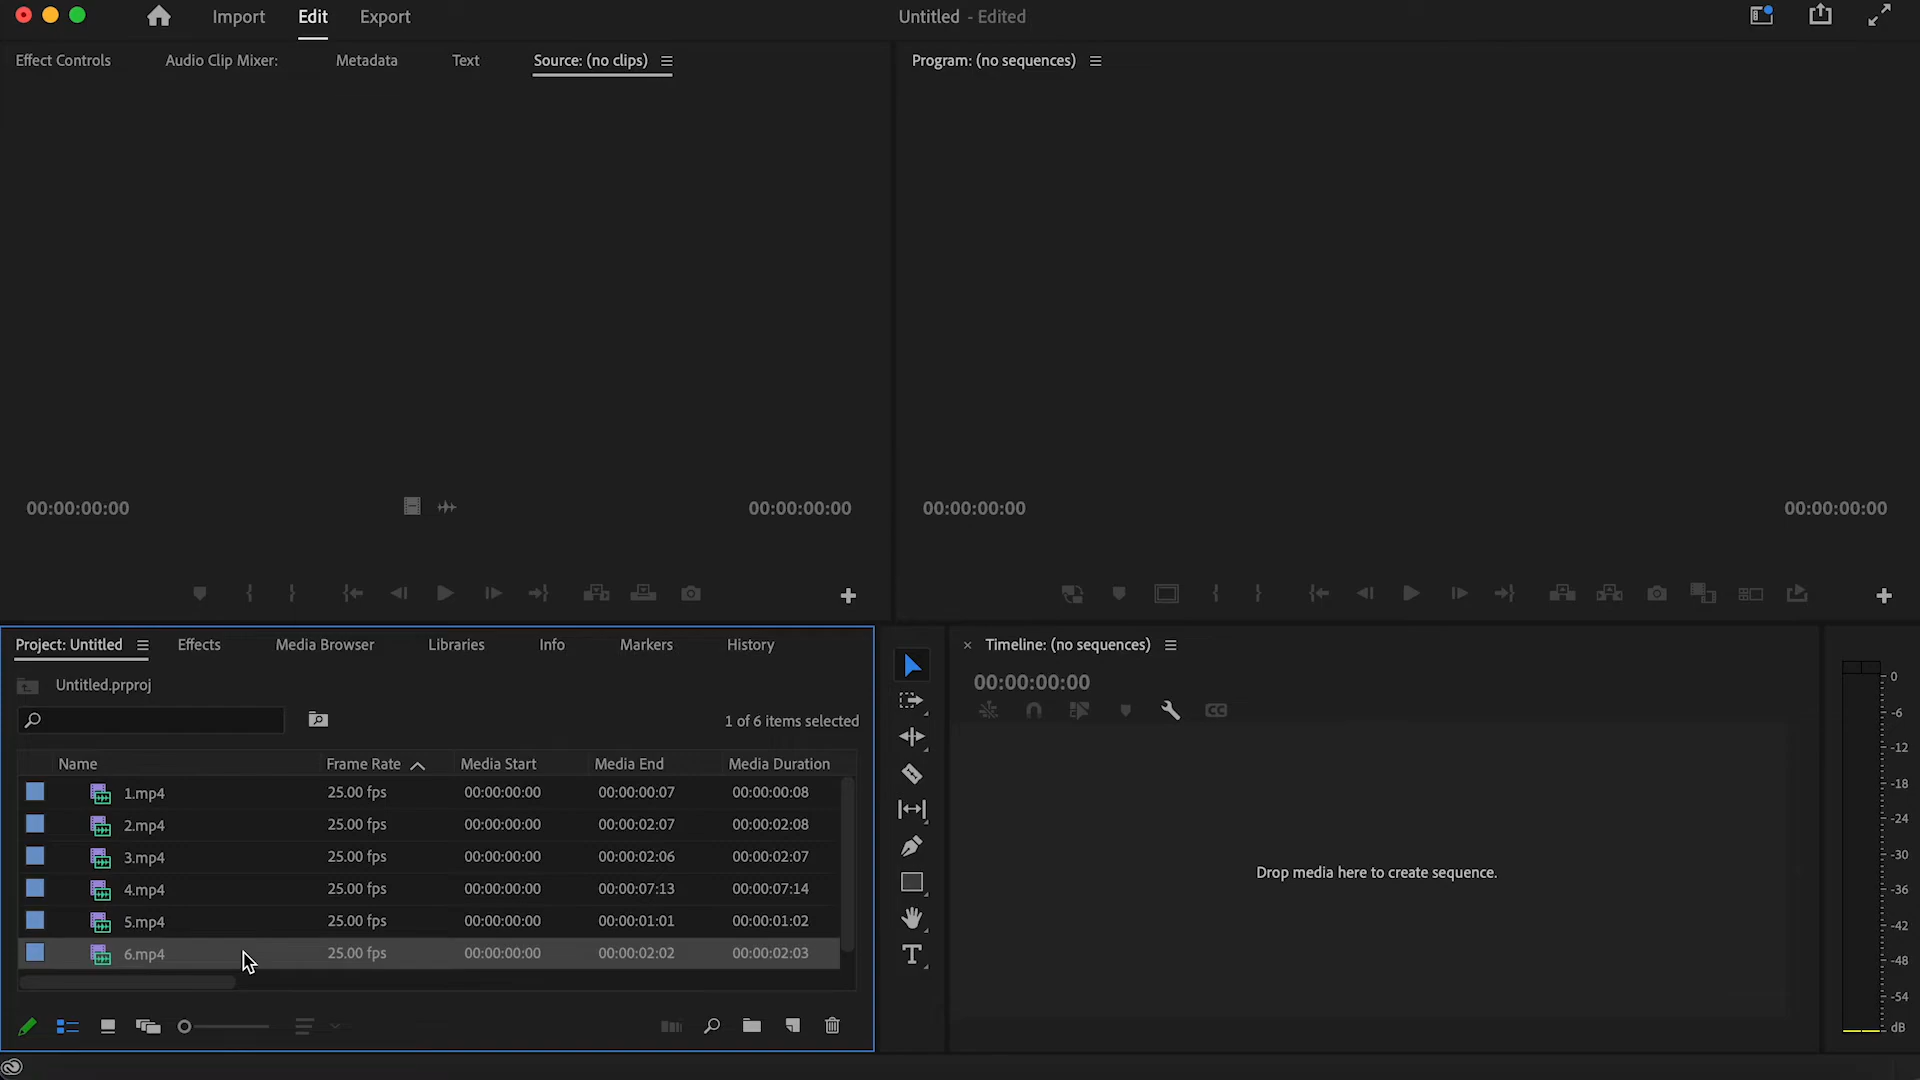 Import Edit Export Untitled - Edited
Effect Controls Audio Clip Mixer: Metadata Text Source: (no clips) Program: (no sequences)
00:00:00:00 00:00:00:00 00:00:00:00 00:00:00:00
Project: Untitled Effects Media Browser Libraries Info Markers History
Untitled.prproj
1 of 6 items selected
Name Frame Rate Media Start Media End Media Duration
1.mp4 25.00 fps 00:00:00:00 00:00:00:07 00:00:00:08
2.mp4 25.00 fps 00:00:00:00 00:00:02:07 00:00:02:08
3.mp4 25.00 fps 00:00:00:00 00:00:02:06 00:00:02:07
4.mp4 25.00 fps 00:00:00:00 00:00:07:13 00:00:07:14
5.mp4 25.00 fps 00:00:00:00 00:00:01:01 00:00:01:02
6.mp4 25.00 fps 00:00:00:00 00:00:02:02 00:00:02:03
T
Timeline: (no sequences)
00:00:00:00
CC
Drop media here to create sequence.
0
-6
-12
-18
-24
-30
-36
-42
-48
-54
dB